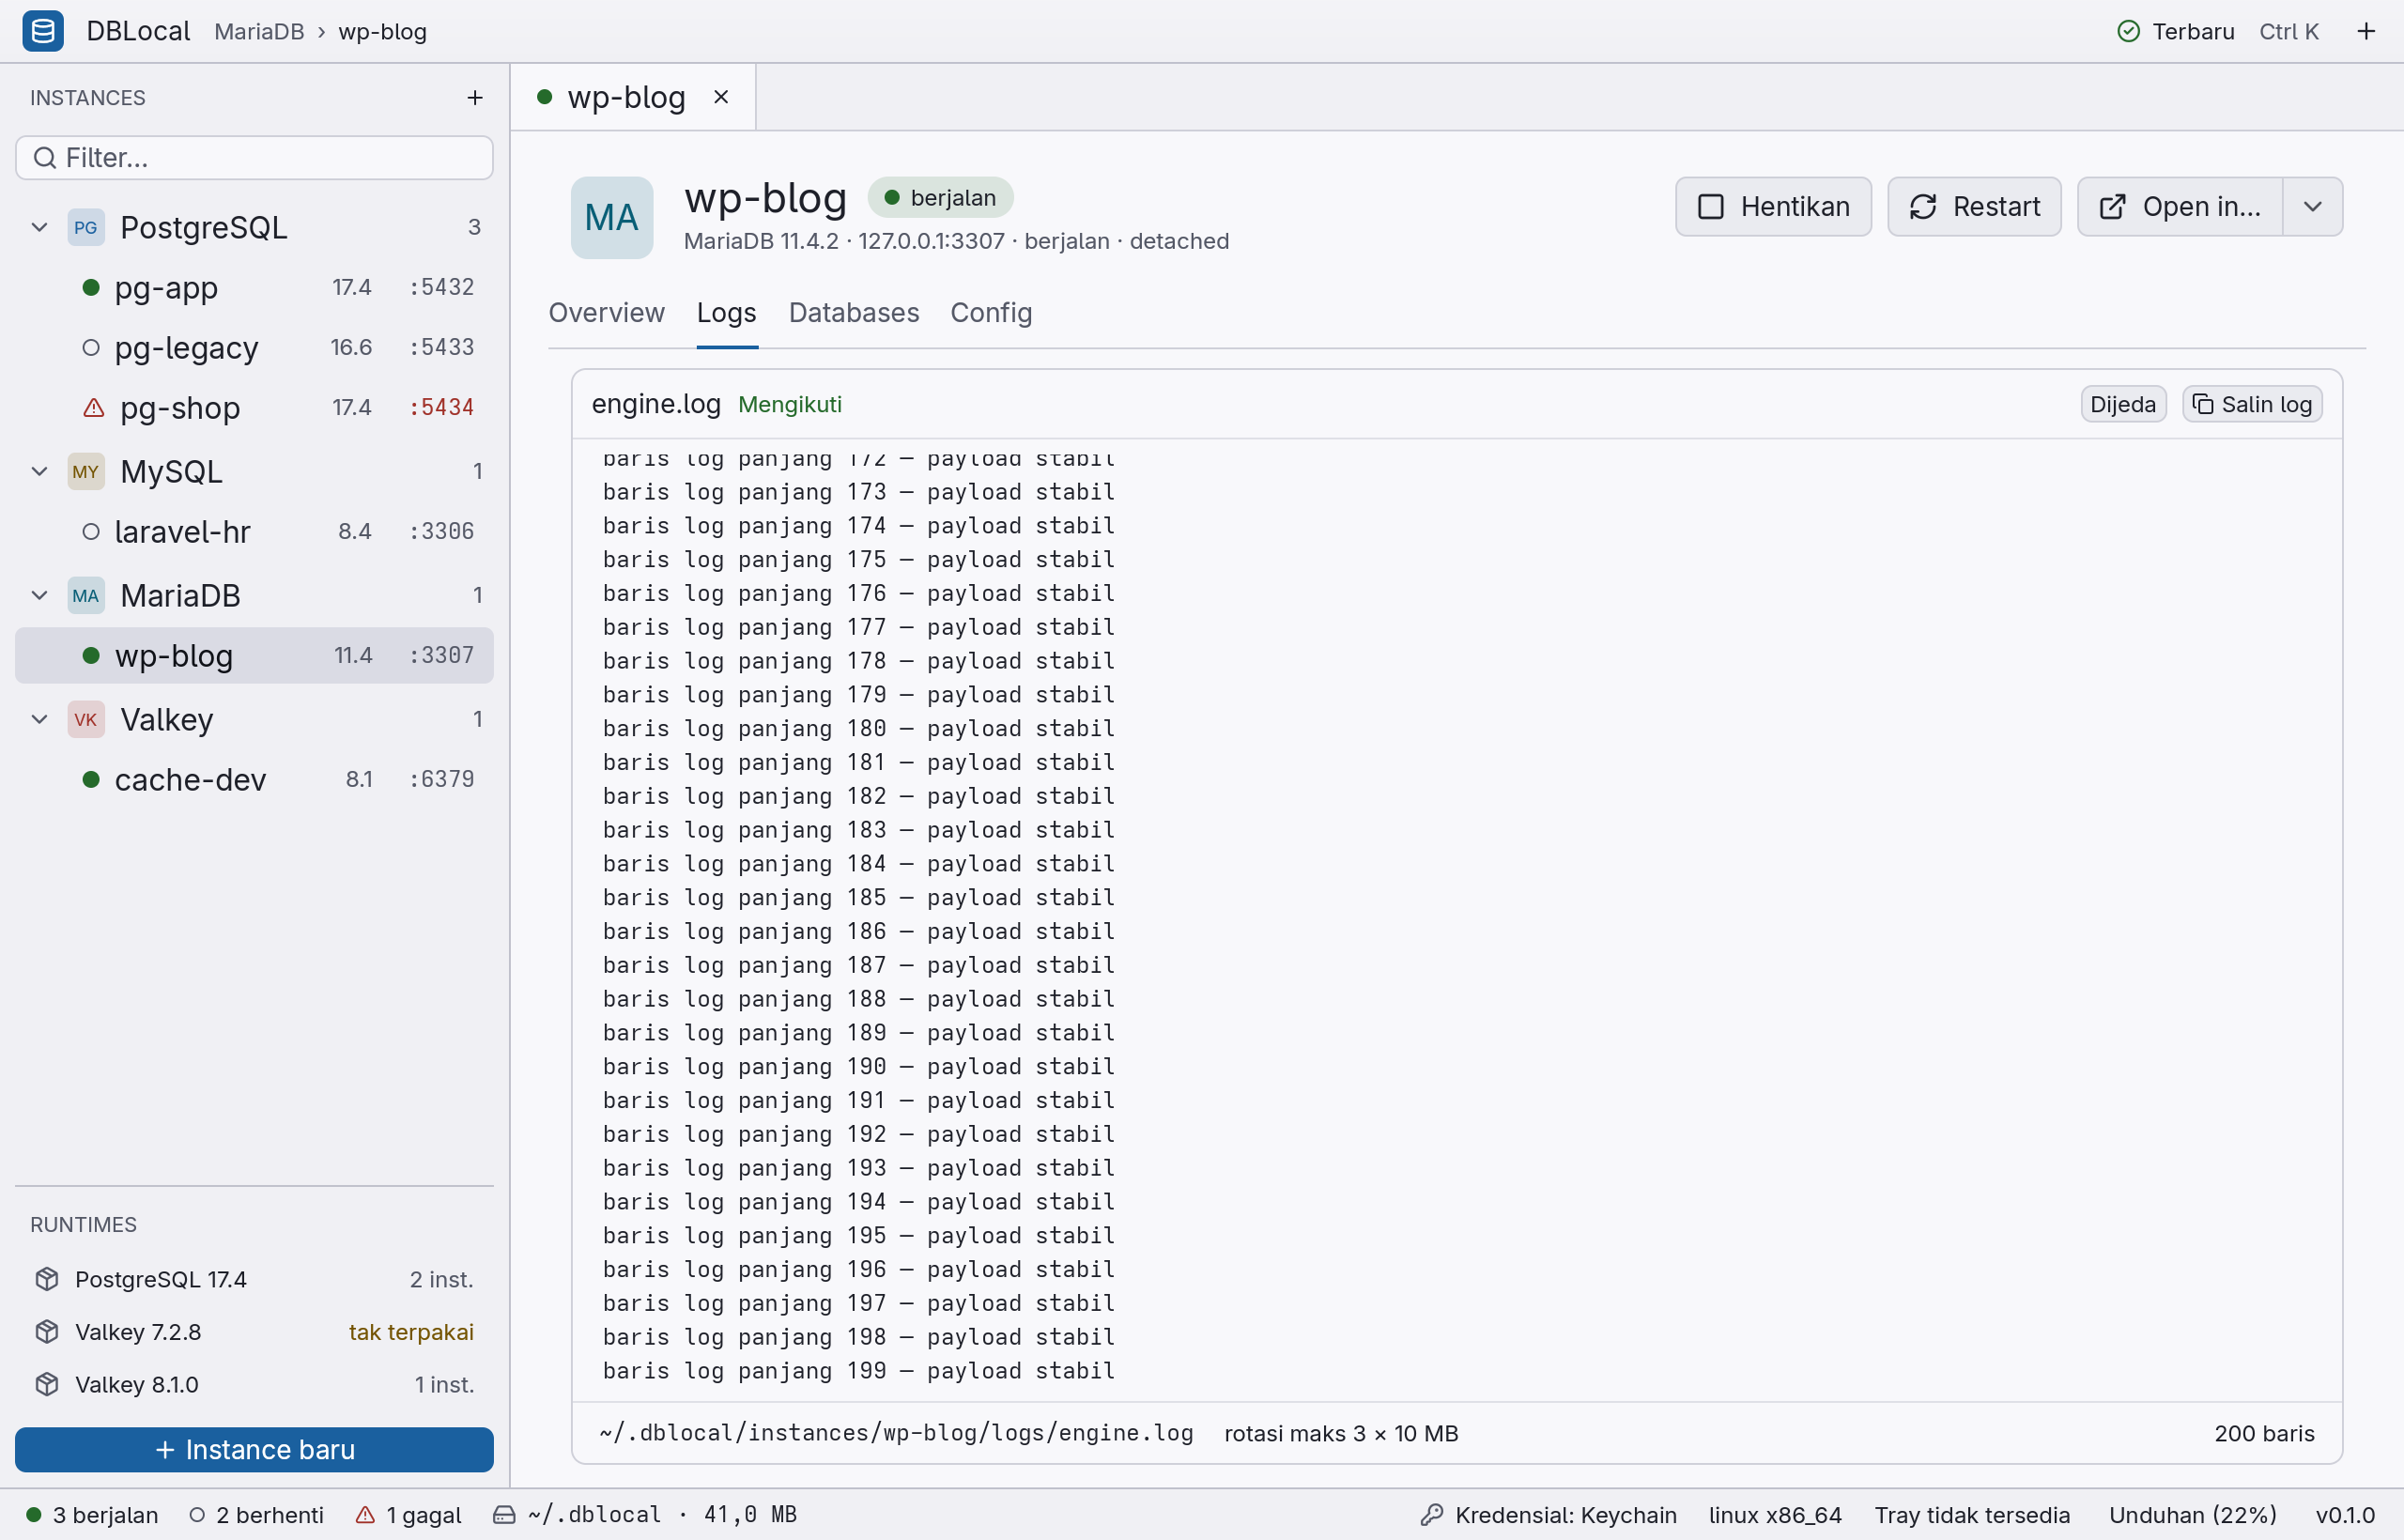 DBLocal MariaDB › wp-blog Terbaru Ctrl K
INSTANCES
Filter...
PG PostgreSQL 3
pg-app 17.4 :5432
pg-legacy 16.6 :5433
pg-shop 17.4 :5434
MY MySQL 1
laravel-hr 8.4 :3306
MA MariaDB 1
wp-blog 11.4 :3307
VK Valkey 1
cache-dev 8.1 :6379
RUNTIMES
PostgreSQL 17.4 2 inst.
Valkey 7.2.8 tak terpakai
Valkey 8.1.0 1 inst.
+ Instance baru
wp-blog ×
MA wp-blog berjalan
MariaDB 11.4.2 · 127.0.0.1:3307 · berjalan · detached
Hentikan Restart Open in...
Overview Logs Databases Config
engine.log Mengikuti Dijeda Salin log
baris log panjang 172 — payload stabil
baris log panjang 173 — payload stabil
baris log panjang 174 — payload stabil
baris log panjang 175 — payload stabil
baris log panjang 176 — payload stabil
baris log panjang 177 — payload stabil
baris log panjang 178 — payload stabil
baris log panjang 179 — payload stabil
baris log panjang 180 — payload stabil
baris log panjang 181 — payload stabil
baris log panjang 182 — payload stabil
baris log panjang 183 — payload stabil
baris log panjang 184 — payload stabil
baris log panjang 185 — payload stabil
baris log panjang 186 — payload stabil
baris log panjang 187 — payload stabil
baris log panjang 188 — payload stabil
baris log panjang 189 — payload stabil
baris log panjang 190 — payload stabil
baris log panjang 191 — payload stabil
baris log panjang 192 — payload stabil
baris log panjang 193 — payload stabil
baris log panjang 194 — payload stabil
baris log panjang 195 — payload stabil
baris log panjang 196 — payload stabil
baris log panjang 197 — payload stabil
baris log panjang 198 — payload stabil
baris log panjang 199 — payload stabil
~/.dblocal/instances/wp-blog/logs/engine.log rotasi maks 3 × 10 MB 200 baris
3 berjalan 2 berhenti 1 gagal ~/.dblocal · 41,0 MB Kredensial: Keychain linux x86_64 Tray tidak tersedia Unduhan (22%) v0.1.0